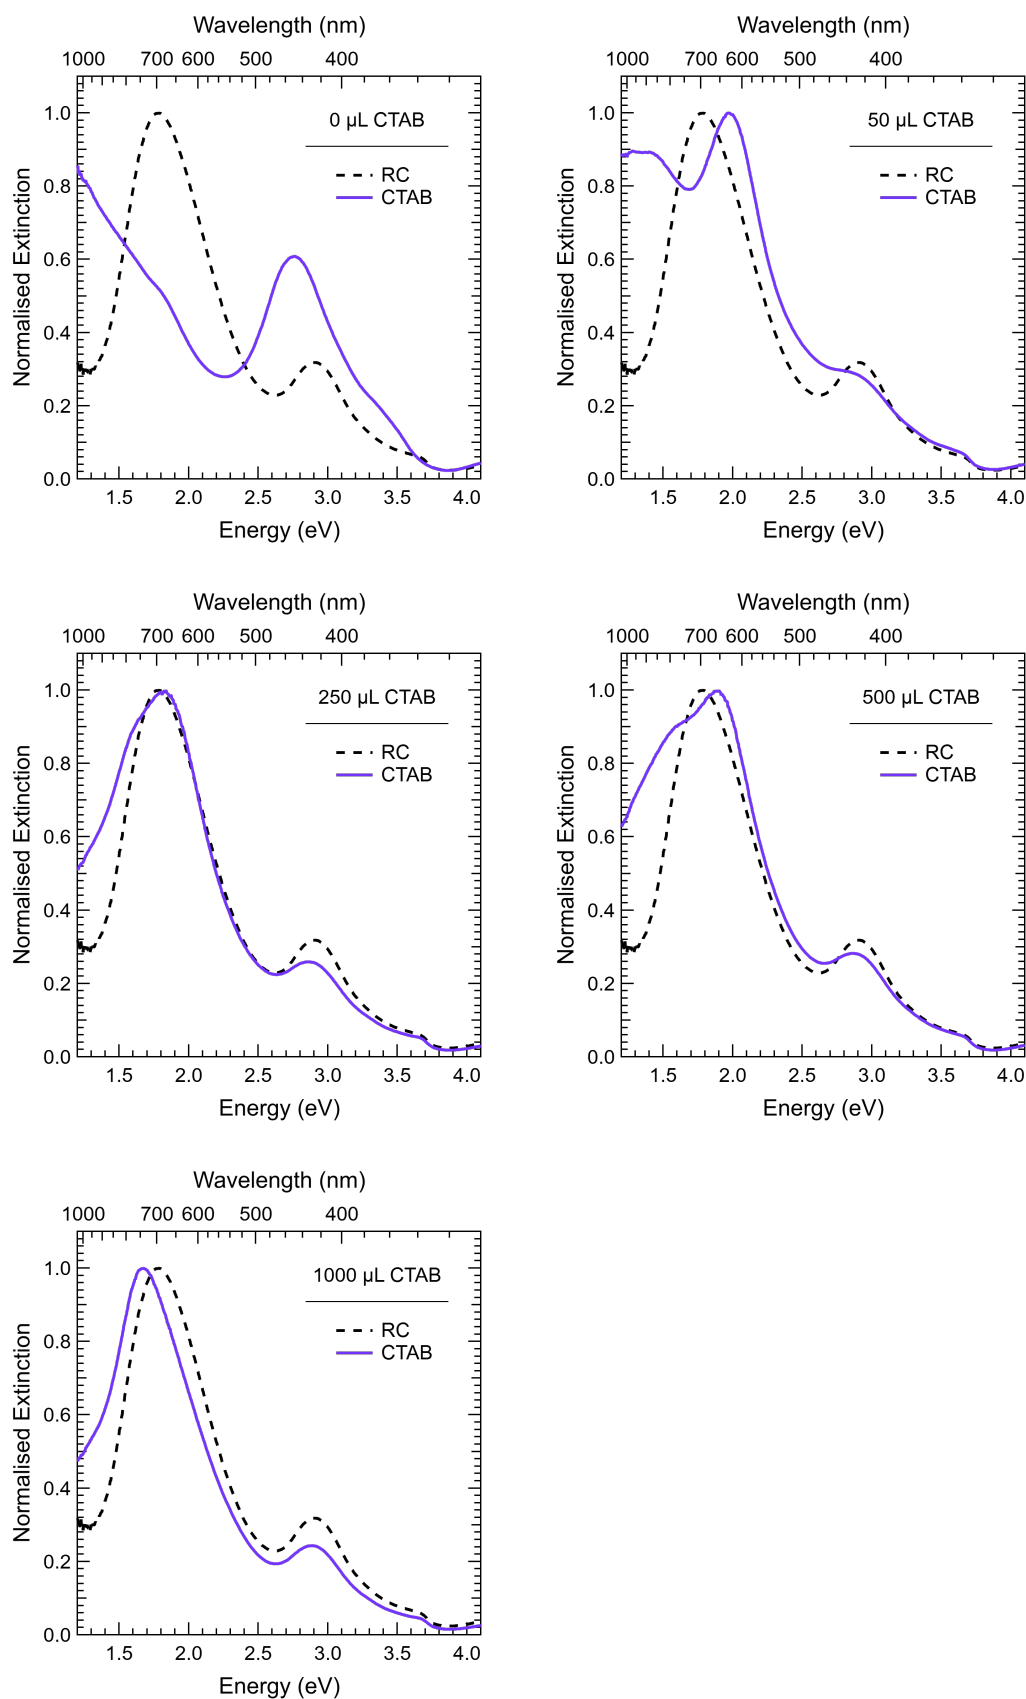 Wavelength (nm)
1000 700 600 500 400
1.0
0.8
0.6
0.4
0.2
0.0
Normalised Extinction
0 µL CTAB
RC
CTAB
1.5 2.0 2.5 3.0 3.5 4.0
Energy (eV)
Wavelength (nm)
1000 700 600 500 400
1.0
0.8
0.6
0.4
0.2
0.0
Normalised Extinction
50 µL CTAB
RC
CTAB
1.5 2.0 2.5 3.0 3.5 4.0
Energy (eV)
Wavelength (nm)
1000 700 600 500 400
1.0
0.8
0.6
0.4
0.2
0.0
Normalised Extinction
250 µL CTAB
RC
CTAB
1.5 2.0 2.5 3.0 3.5 4.0
Energy (eV)
Wavelength (nm)
1000 700 600 500 400
1.0
0.8
0.6
0.4
0.2
0.0
Normalised Extinction
500 µL CTAB
RC
CTAB
1.5 2.0 2.5 3.0 3.5 4.0
Energy (eV)
Wavelength (nm)
1000 700 600 500 400
1.0
0.8
0.6
0.4
0.2
0.0
Normalised Extinction
1000 µL CTAB
RC
CTAB
1.5 2.0 2.5 3.0 3.5 4.0
Energy (eV)